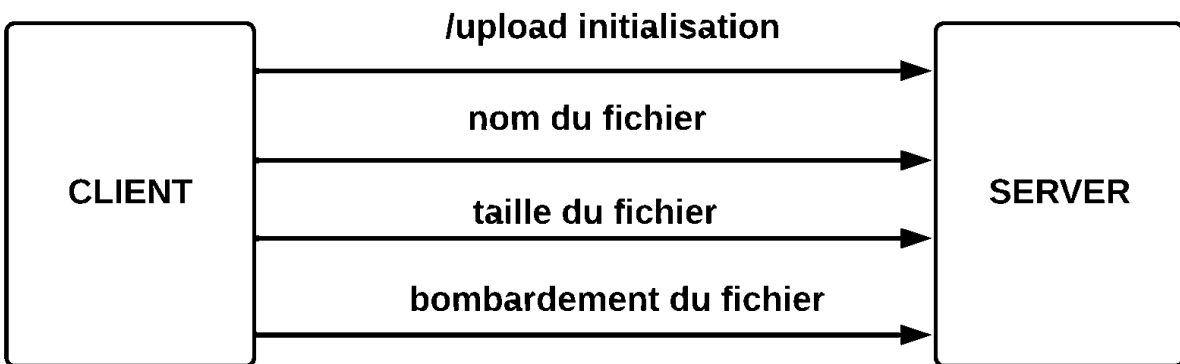 /upload initialisation
nom du fichier
CLIENT
SERVER
taille du fichier
bombardement du fichier